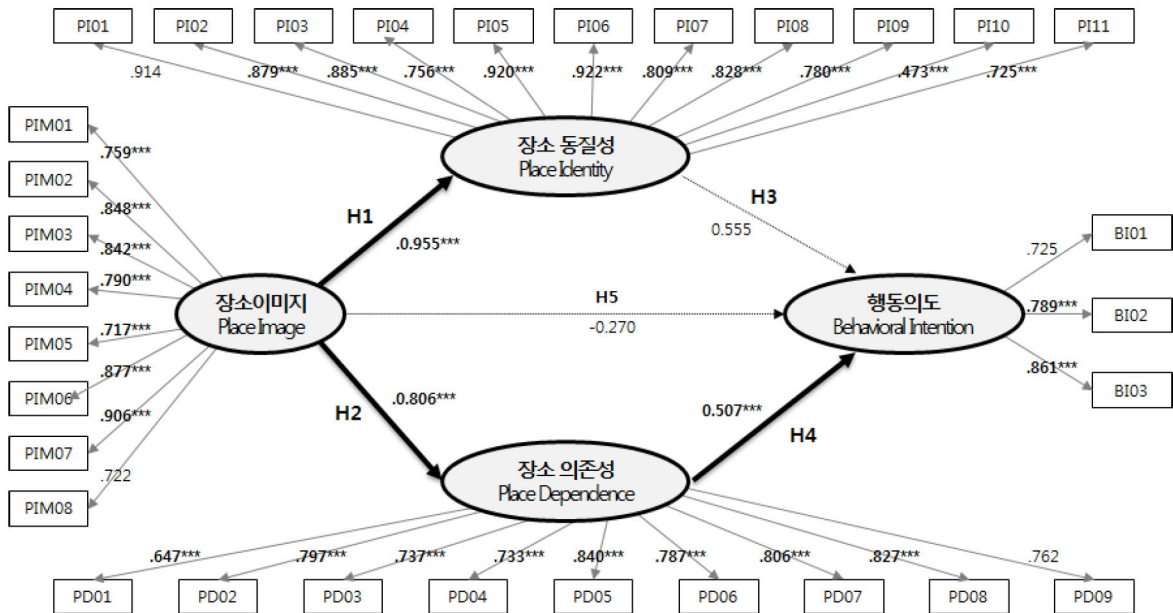 PI01 PI02 PI03 PI04 PI05 PI06 PI07 PI08 PI09 PI10 PI11
.914 .879*** .885*** .756*** .920*** .922*** .809*** .828*** .780*** .473*** .725***
PIM01
.759***
PIM02
.848***
PIM03
.842***
PIM04
.790***
PIM05
.717***
PIM06
.877***
PIM07
.906***
PIM08
.722
장소 동질성
Place Identity
H1
.0.955***
H3
0.555
장소이미지
Place Image
H5
-0.270
행동의도
Behavioral Intention
.725
BI01
.789***
BI02
.861***
BI03
H2
.0.806***
0.507***
H4
장소 의존성
Place Dependence
.647*** .797*** .737*** .733*** .840*** .787*** .806*** .827*** .762
PD01 PD02 PD03 PD04 PD05 PD06 PD07 PD08 PD09